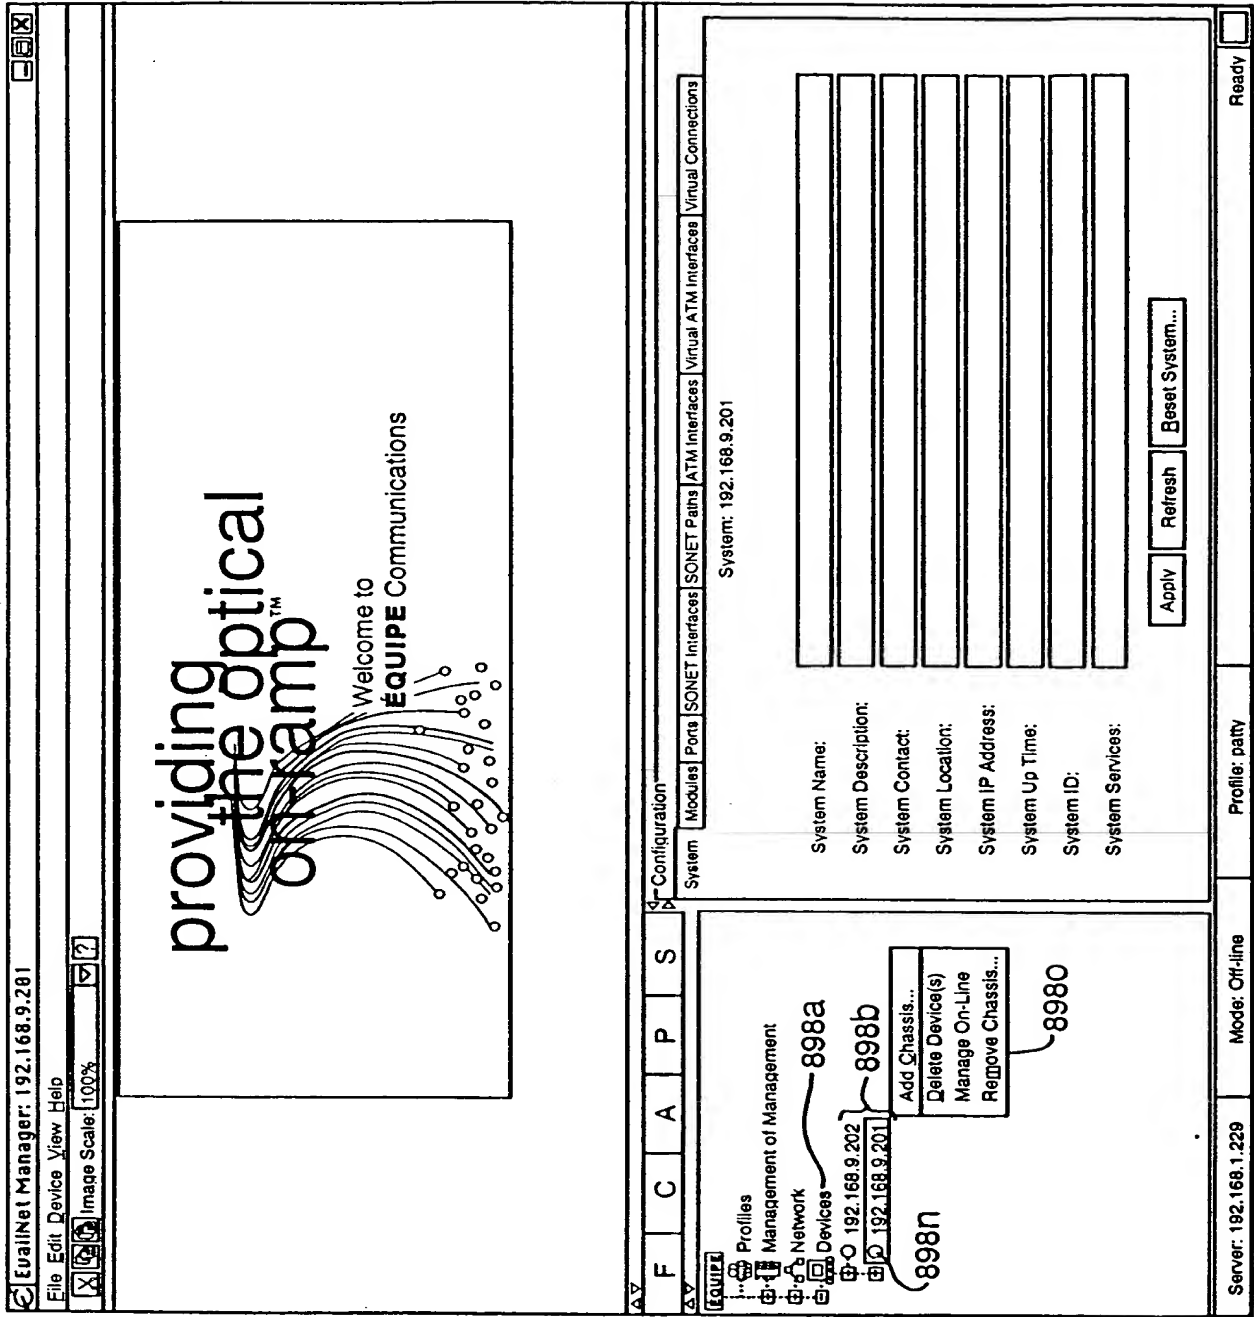 EuallNet Manager: 192.168.9.201
File Edit Device View Help
Image Scale: 100%
?
providing
the optical
on-ramp™
Welcome to
ÉQUIPE Communications
F C A P S
EQUIPE
Profiles
Management of Management
Network
Devices
192.168.9.202
192.168.9.201
898a
898b
898n
Add Chassis...
Delete Device(s)
Manage On-Line
Remove Chassis...
898o
Configuration
System Modules Ports SONET Interfaces SONET Paths ATM Interfaces Virtual ATM Interfaces Virtual Connections
System: 192.168.9.201
System Name:
System Description:
System Contact:
System Location:
System IP Address:
System Up Time:
System ID:
System Services:
Apply Refresh Reset System...
Server: 192.168.1.229 Mode: Off-line Profile: patty Ready